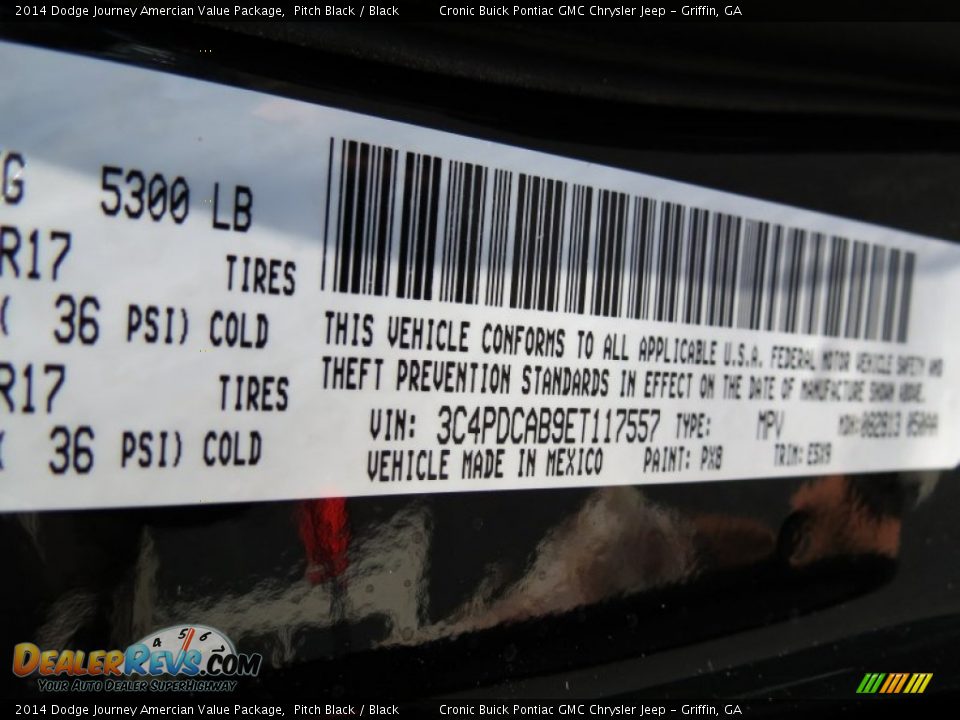 2014 Dodge Journey Amercian Value Package, Pitch Black / Black Cronic Buick Pontiac GMC Chrysler Jeep - Griffin, GA
G 5300 LB
R17 TIRES
( 36 PSI) COLD
R17 TIRES
( 36 PSI) COLD
THIS VEHICLE CONFORMS TO ALL APPLICABLE U.S.A. FEDERAL MOTOR VEHICLE SAFETY AND
THEFT PREVENTION STANDARDS IN EFFECT ON THE DATE OF MANUFACTURE SHOWN ABOVE.
VIN: 3C4PDCAB9ET117557 TYPE: MPV MDH:
VEHICLE MADE IN MEXICO PAINT: PX8 TRIM:
4 5 6
DealerRevs.com
Your Auto Dealer SuperHighway
2014 Dodge Journey Amercian Value Package, Pitch Black / Black Cronic Buick Pontiac GMC Chrysler Jeep - Griffin, GA